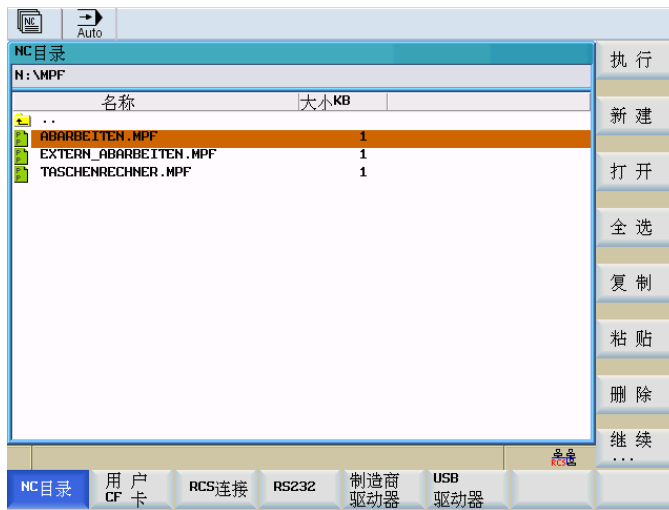 NC
Auto
NC目录
N:\MPF
名称 大小KB
..
ABARBEITEN.MPF 1
EXTERN_ABARBEITEN.MPF 1
TASCHENRECHNER.MPF 1
执行
新建
打开
全选
复制
粘贴
删除
继续
...
RCS
NC目录
用户
CF卡
RCS连接
RS232
制造商
驱动器
USB
驱动器